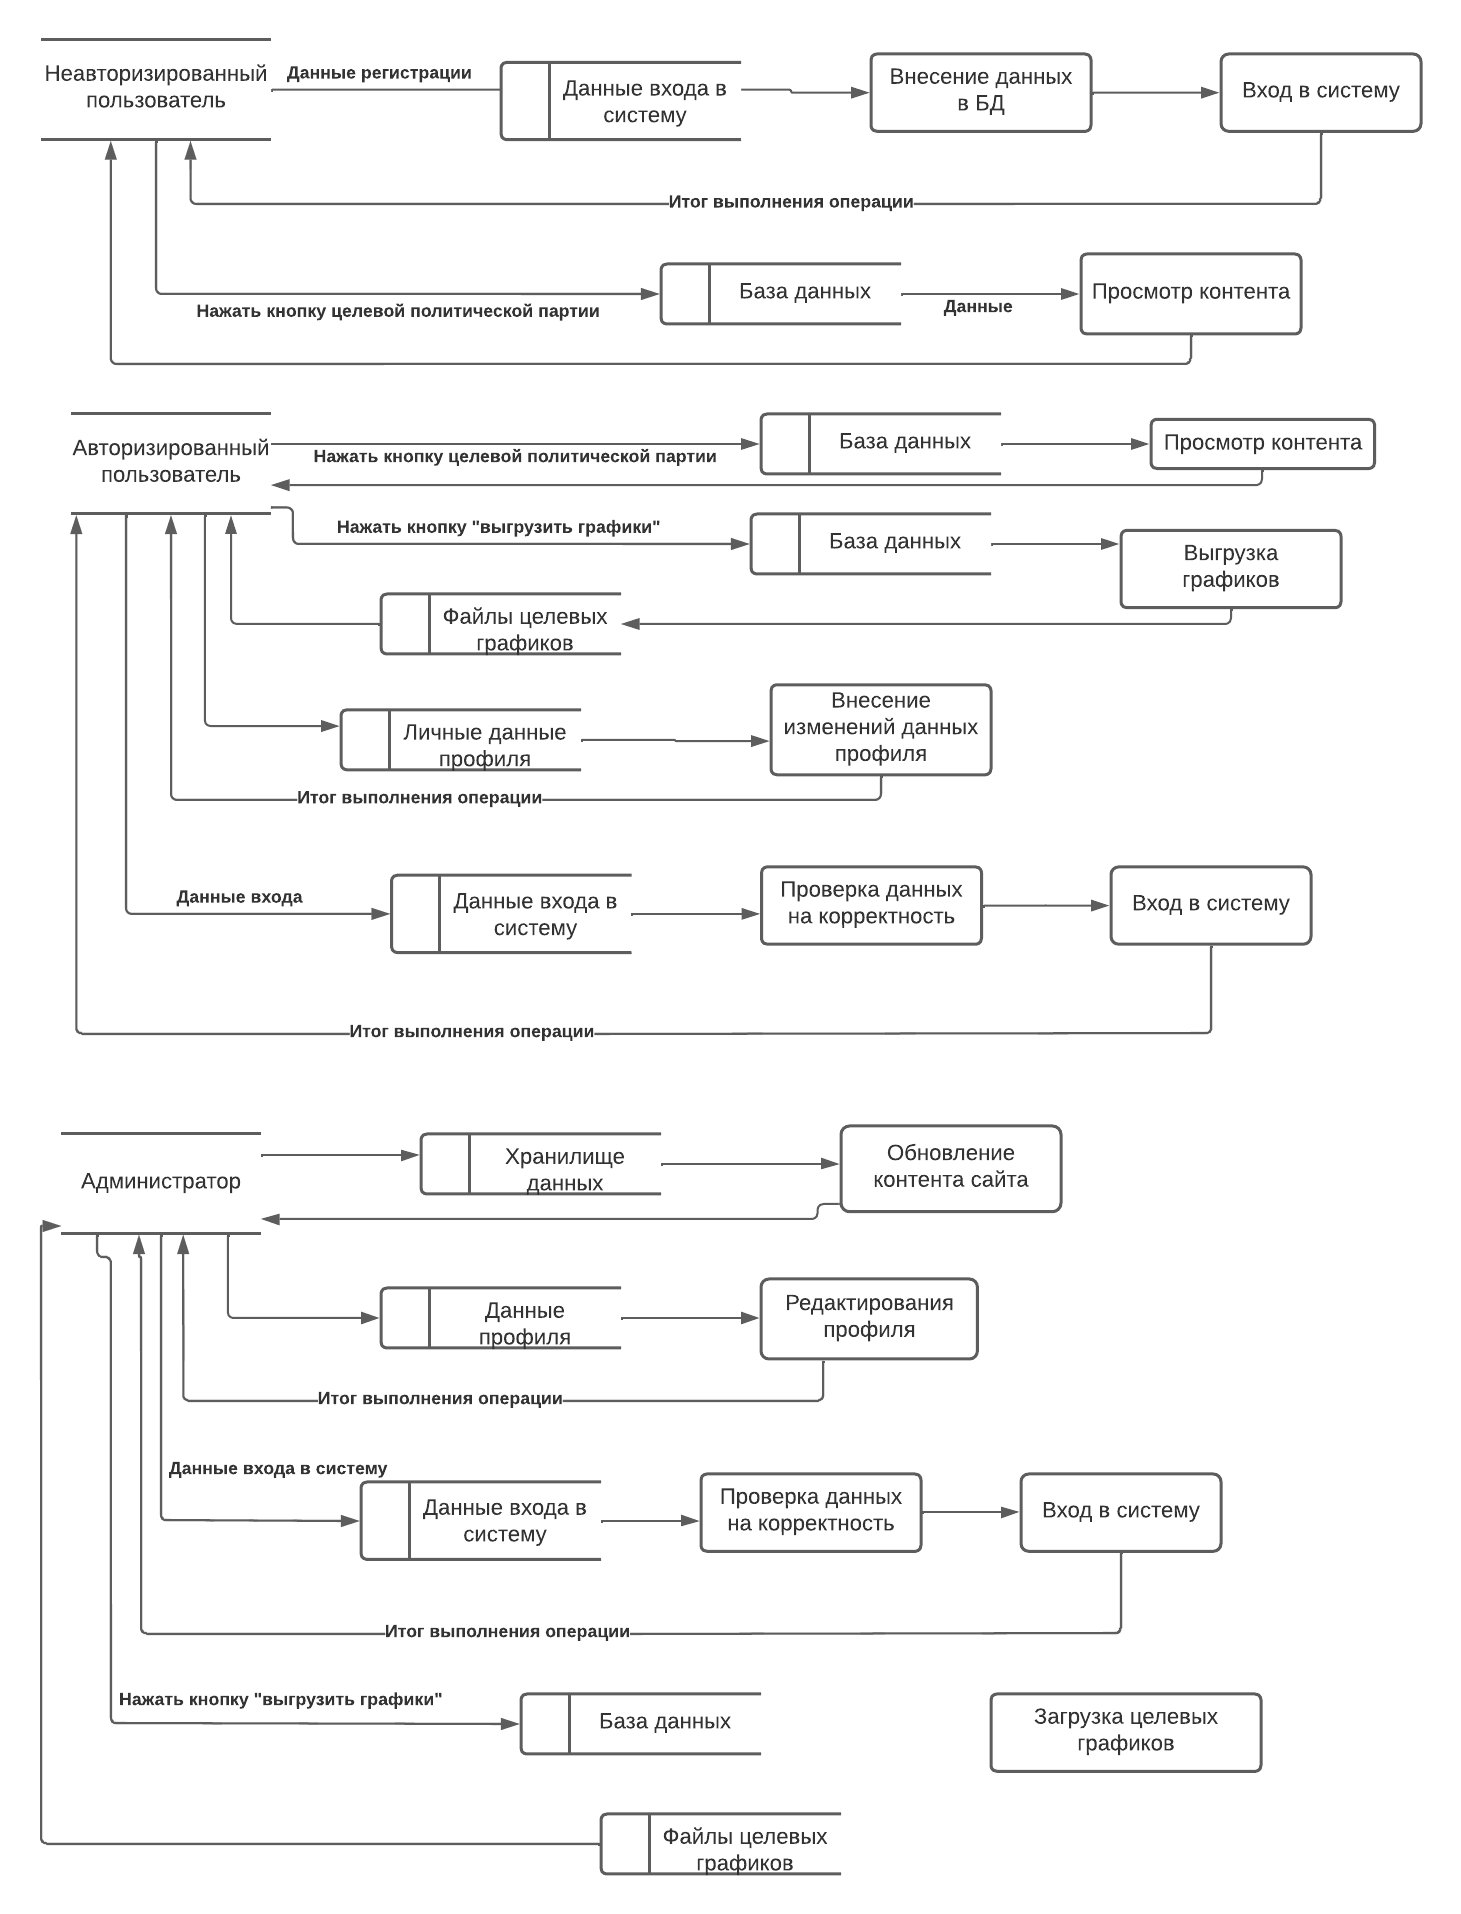 Неавторизированный
пользователь
Данные регистрации
Данные входа в
систему
Внесение данных
в БД
Вход в систему
Итог выполнения операции
Нажать кнопку целевой политической партии
База данных
Данные
Просмотр контента
Авторизированный
пользователь
Нажать кнопку целевой политической партии
База данных
Просмотр контента
Нажать кнопку "выгрузить графики"
База данных
Выгрузка
графиков
Файлы целевых
графиков
Личные данные
профиля
Внесение
изменений данных
профиля
Итог выполнения операции
Данные входа
Данные входа в
систему
Проверка данных
на корректность
Вход в систему
Итог выполнения операции
Администратор
Хранилище
данных
Обновление
контента сайта
Данные
профиля
Редактирования
профиля
Итог выполнения операции
Данные входа в систему
Данные входа в
систему
Проверка данных
на корректность
Вход в систему
Итог выполнения операции
Нажать кнопку "выгрузить графики"
База данных
Загрузка целевых
графиков
Файлы целевых
графиков